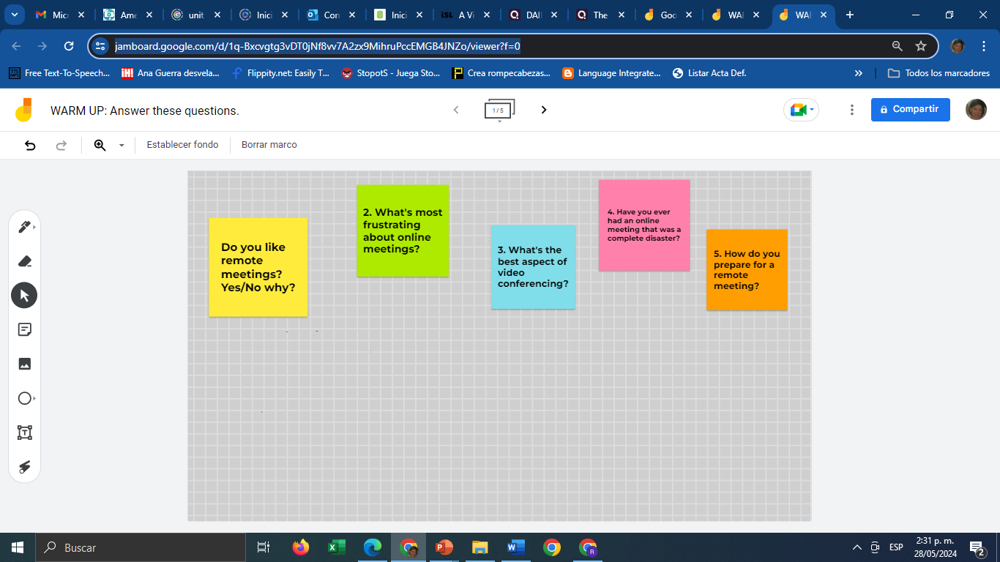 Micr
Ame
unit
Inici
Corr
Inici
iSL
A Vi
DAIL
The
Goo
WAI
WAI
jamboard.google.com/d/1q-Bxcvgtg3vDT0jNf8vv7A2zx9MihruPccEMGB4JNZo/viewer?f=0
Free Text-To-Speech...
Ana Guerra desvela...
Flippity.net: Easily T...
StopotS - Juega Sto...
Crea rompecabezas...
Language Integrate...
Listar Acta Def.
»
Todos los marcadores
WARM UP: Answer these questions.
1 / 5
Compartir
Establecer fondo
Borrar marco
Do you like
remote
meetings?
Yes/No why?
2. What's most
frustrating
about online
meetings?
3. What's the
best aspect of
video
conferencing?
4. Have you ever
had an online
meeting that was a
complete disaster?
5. How do you
prepare for a
remote
meeting?
Buscar
ESP
2:31 p. m.
28/05/2024
2